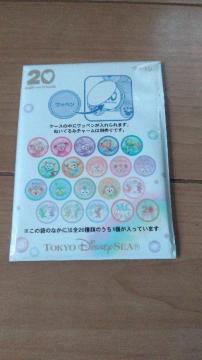 20
ワッペン
ケースの中にワッペンが入れられます。
ぬいぐるみチャームは別売りです。
TOKYO DISNEYSEA®
※この袋のなかには全20種類のうち1種が入っています